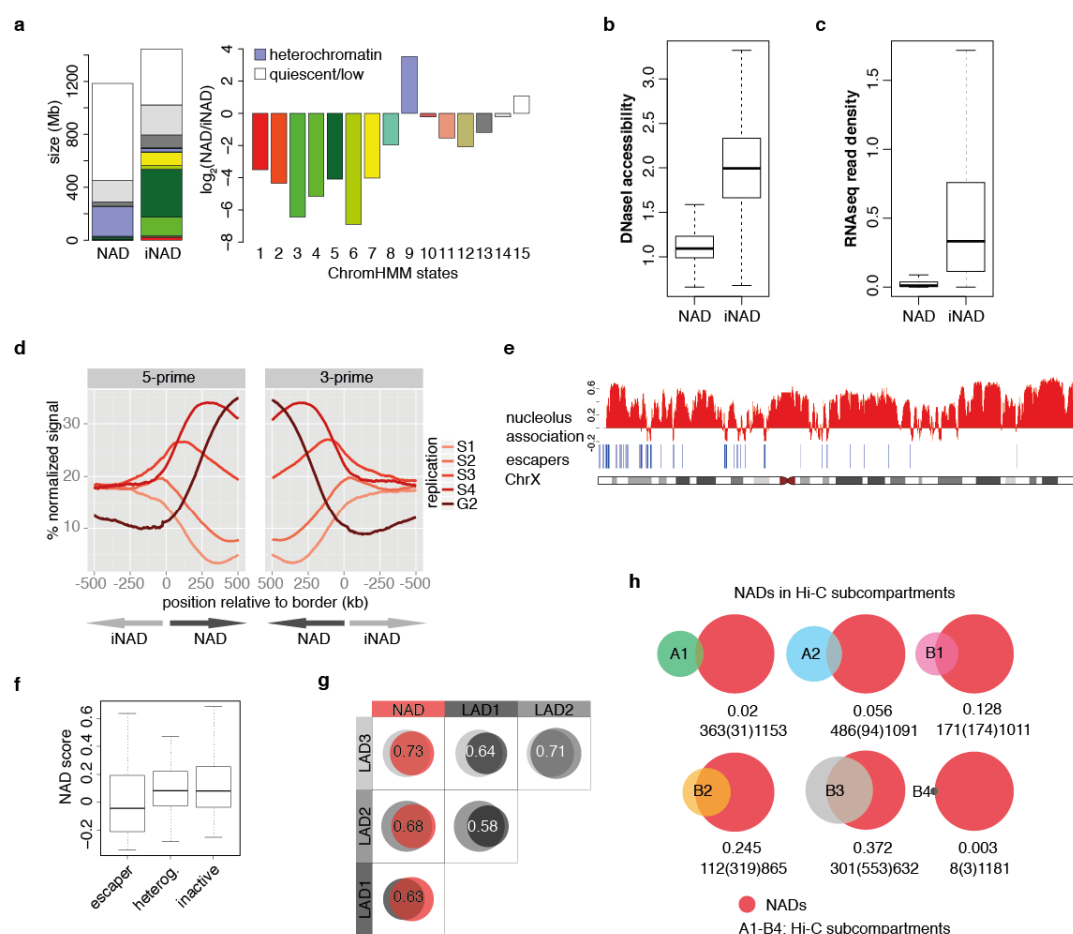 a
size (Mb)
0
400
800
1200
NAD
iNAD
log2(NAD/iNAD)
4
2
0
−2
−4
−6
−8
heterochromatin
quiescent/low
1 2 3 4 5 6 7 8 9 10 11 12 13 14 15
ChromHMM states
b
DNaseI accessibility
3.0
2.5
2.0
1.5
1.0
NAD
iNAD
c
RNAseq read density
1.5
1.0
0.5
0.0
NAD
iNAD
d
5-prime
3-prime
% normalized signal
30
20
10
-500 -250 0 250 500
500 250 0 -250 -500
position relative to border (kb)
iNAD
NAD
NAD
iNAD
replication
S1
S2
S3
S4
G2
e
0.6
0.2
-0.2
nucleolus
association
escapers
ChrX
f
NAD score
0.6
0.4
0.2
0
−0.2
escaper
heterog.
inactive
g
NAD
LAD1
LAD2
LAD3
0.73
0.64
0.71
LAD2
0.68
0.58
LAD1
0.63
h
NADs in Hi-C subcompartments
A1
A2
B1
0.02
0.056
0.128
363(31)1153
486(94)1091
171(174)1011
B2
B3
B4
0.245
0.372
0.003
112(319)865
301(553)632
8(3)1181
NADs
A1-B4: Hi-C subcompartments